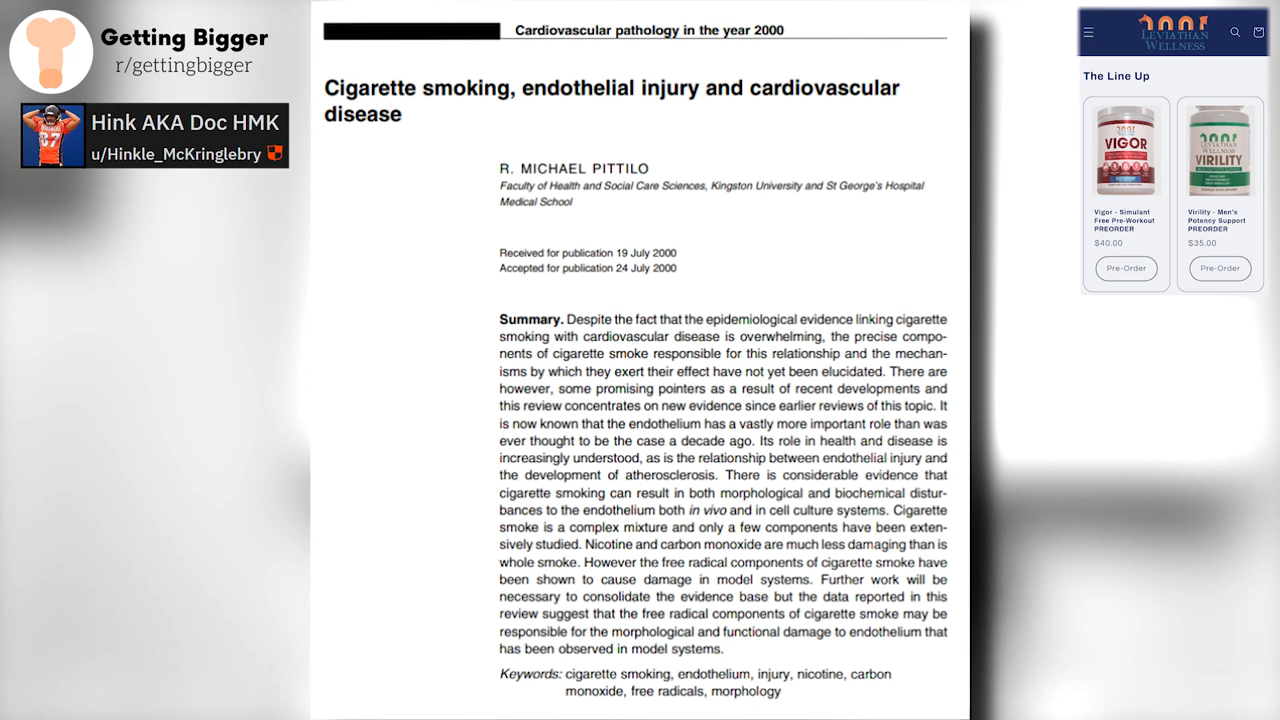 Getting Bigger
r/gettingbigger
Hink AKA Doc HMK
u/Hinkle_McKringlebry
Cardiovascular pathology in the year 2000
Cigarette smoking, endothelial injury and cardiovascular
disease
R. MICHAEL PITTILO
Faculty of Health and Social Care Sciences, Kingston University and St George's Hospital
Medical School
Received for publication 19 July 2000
Accepted for publication 24 July 2000
Summary. Despite the fact that the epidemiological evidence linking cigarette
smoking with cardiovascular disease is overwhelming, the precise compo-
nents of cigarette smoke responsible for this relationship and the mechan-
isms by which they exert their effect have not yet been elucidated. There are
however, some promising pointers as a result of recent developments and
this review concentrates on new evidence since earlier reviews of this topic. It
is now known that the endothelium has a vastly more important role than was
ever thought to be the case a decade ago. Its role in health and disease is
increasingly understood, as is the relationship between endothelial injury and
the development of atherosclerosis. There is considerable evidence that
cigarette smoking can result in both morphological and biochemical distur-
bances to the endothelium both in vivo and in cell culture systems. Cigarette
smoke is a complex mixture and only a few components have been exten-
sively studied. Nicotine and carbon monoxide are much less damaging than is
whole smoke. However the free radical components of cigarette smoke have
been shown to cause damage in model systems. Further work will be
necessary to consolidate the evidence base but the data reported in this
review suggest that the free radical components of cigarette smoke may be
responsible for the morphological and functional damage to endothelium that
has been observed in model systems.
Keywords: cigarette smoking, endothelium, injury, nicotine, carbon
monoxide, free radicals, morphology
LEVIATHAN
WELLNESS
The Line Up
VIGOR
Vigor - Simulant
Free Pre-Workout
PREORDER
$40.00
Pre-Order
LEVIATHAN
WELLNESS
VIRILITY
Virility - Men's
Potency Support
PREORDER
$35.00
Pre-Order